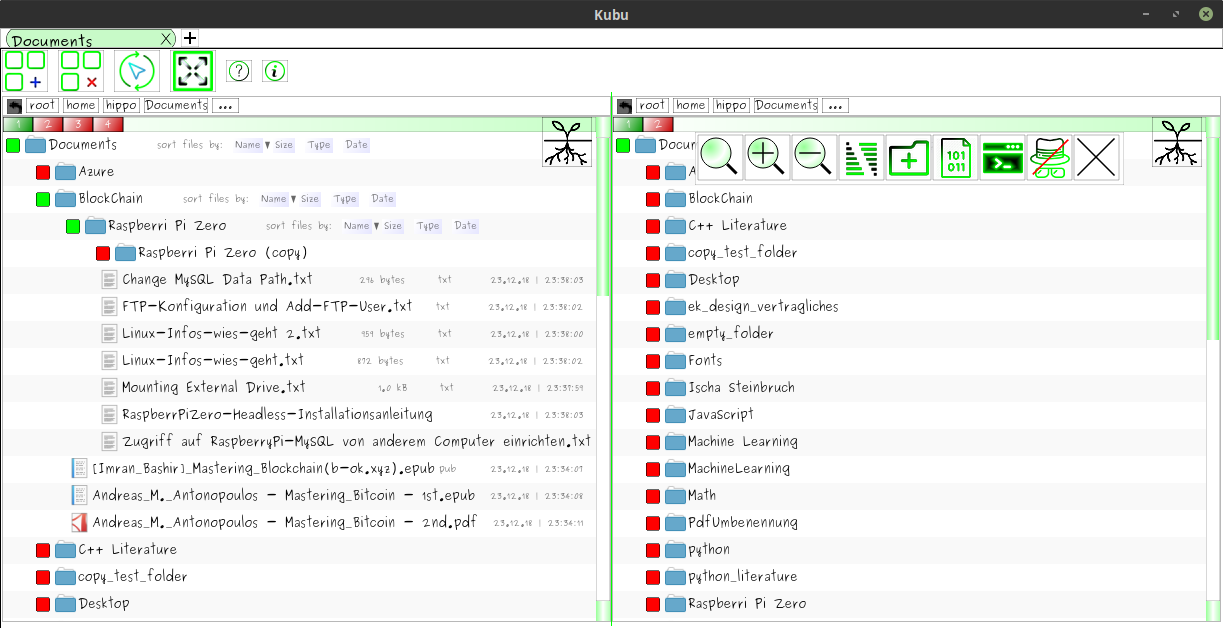 Kubu
Documents X +
? i
root home hippo Documents ...
1 2 3 4
Documents sort files by: Name ▼ Size Type Date
Azure
BlockChain sort files by: Name ▼ Size Type Date
Raspberri Pi Zero sort files by: Name ▼ Size Type Date
Raspberri Pi Zero (copy)
Change MySQL Data Path.txt 296 bytes txt 23.12.18 | 23:38:03
FTP-Konfiguration und Add-FTP-User.txt txt 23.12.18 | 23:38:02
Linux-Infos-wies-geht 2.txt 959 bytes txt 23.12.18 | 23:38:00
Linux-Infos-wies-geht.txt 872 bytes txt 23.12.18 | 23:38:02
Mounting External Drive.txt 1.0 kB txt 23.12.18 | 23:37:59
RaspberrPiZero-Headless-Installationsanleitung 23.12.18 | 23:38:03
Zugriff auf RaspberryPi-MySQL von anderem Computer einrichten.txt
[Imran_Bashir]_Mastering_Blockchain(b-ok.xyz).epub pub 23.12.18 | 23:34:07
Andreas_M._Antonopoulos - Mastering_Bitcoin - 1st.epub 23.12.18 | 23:34:08
Andreas_M._Antonopoulos - Mastering_Bitcoin - 2nd.pdf 23.12.18 | 23:34:11
C++ Literature
copy_test_folder
Desktop
root home hippo Documents ...
1 2
Docur
101
011
>_
A
BlockChain
C++ Literature
copy_test_folder
Desktop
ek_design_vertragliches
empty_folder
Fonts
Ischa Steinbruch
JavaScript
Machine Learning
MachineLearning
Math
PdfUmbenennung
python
python_literature
Raspberri Pi Zero